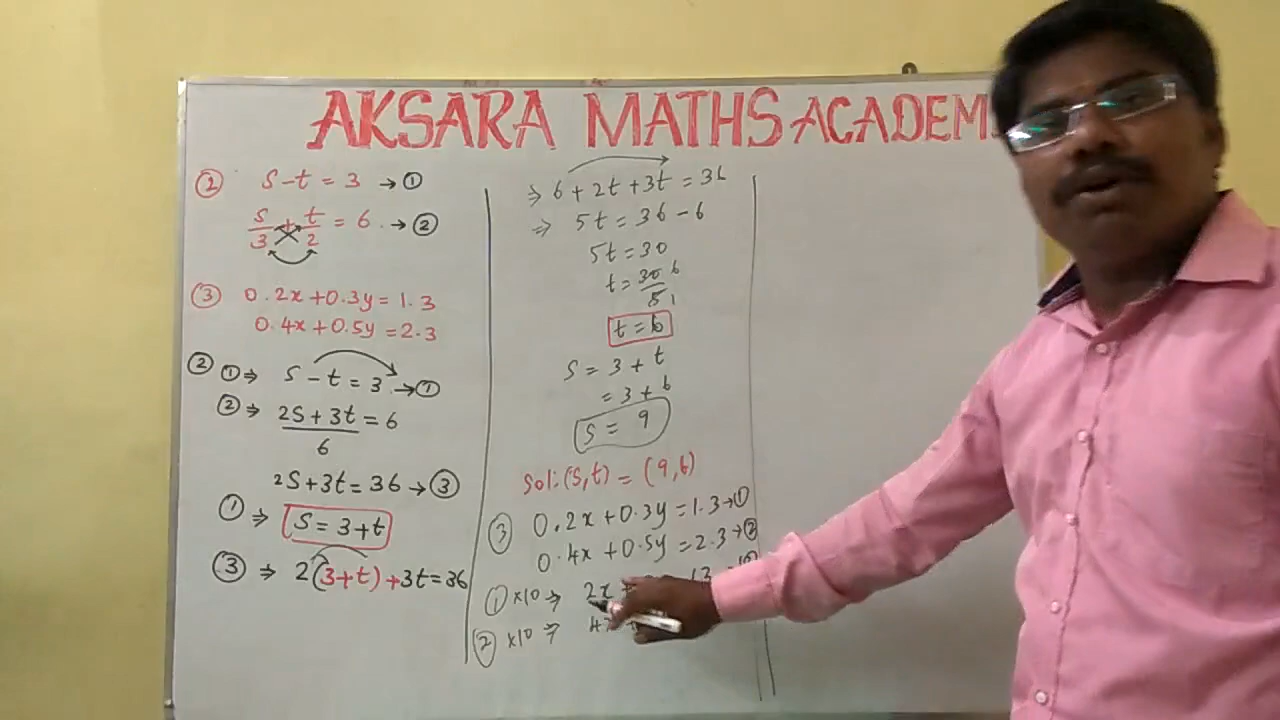 AKSARA MATHS ACADEM
② s-t = 3 → ①
s/3 + t/2 = 6 . → ②
③ 0.2x+0.3y = 1.3
0.4x+0.5y = 2.3
② ① ⇒ s-t = 3 → ①
② ⇒ 2s+3t/6 = 6
2s+3t = 36 → ③
① ⇒ s = 3+t
③ ⇒ 2(3+t)+3t=36
⇒ 6+2t+3t = 36
⇒ 5t = 36-6
5t = 30
t = 30/5 6 1
t = 6
s = 3+t
= 3+6
s = 9
Sol: (s,t) = (9,6)
③ 0.2x+0.3y = 1.3 → ①
0.4x+0.5y = 2.3 → ②
① ×10 ⇒ 2x + 13
② ×10 ⇒ 4x